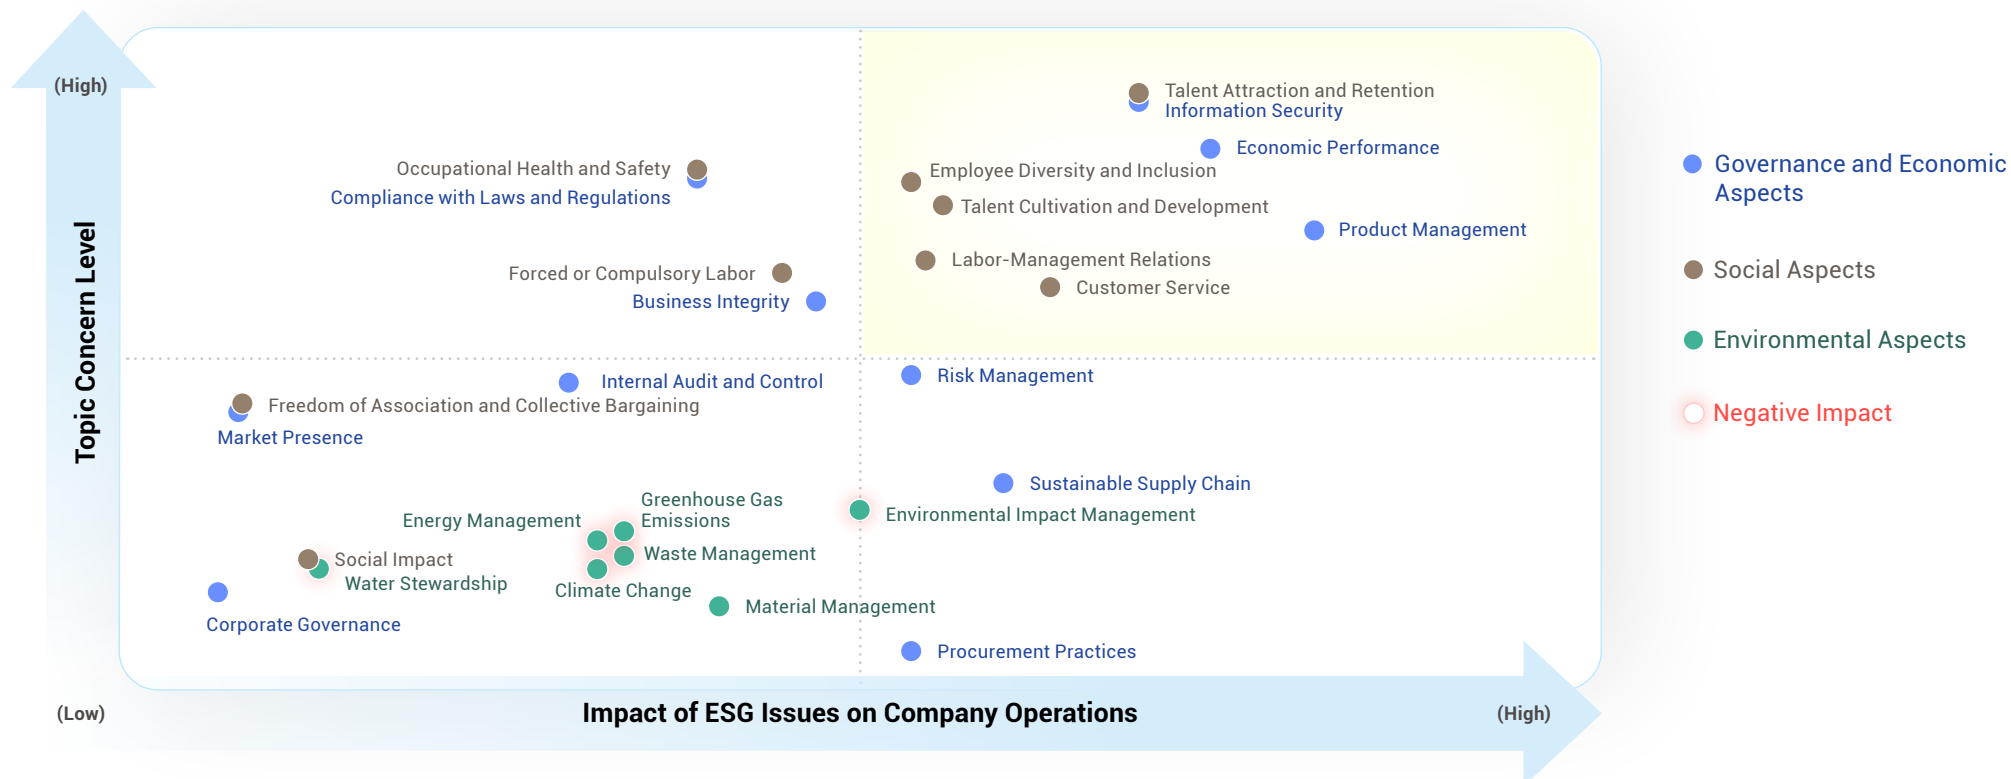 (High)
Talent Attraction and Retention
Information Security
Economic Performance
Occupational Health and Safety
Compliance with Laws and Regulations
Employee Diversity and Inclusion
Talent Cultivation and Development
Product Management
Labor-Management Relations
Forced or Compulsory Labor
Customer Service
Business Integrity
Topic Concern Level
Internal Audit and Control
Risk Management
Freedom of Association and Collective Bargaining
Market Presence
Sustainable Supply Chain
Greenhouse Gas
Emissions
Energy Management
Environmental Impact Management
Waste Management
Social Impact
Water Stewardship
Climate Change
Material Management
Corporate Governance
Procurement Practices
(Low)
Impact of ESG Issues on Company Operations
(High)
Governance and Economic
Aspects
Social Aspects
Environmental Aspects
Negative Impact